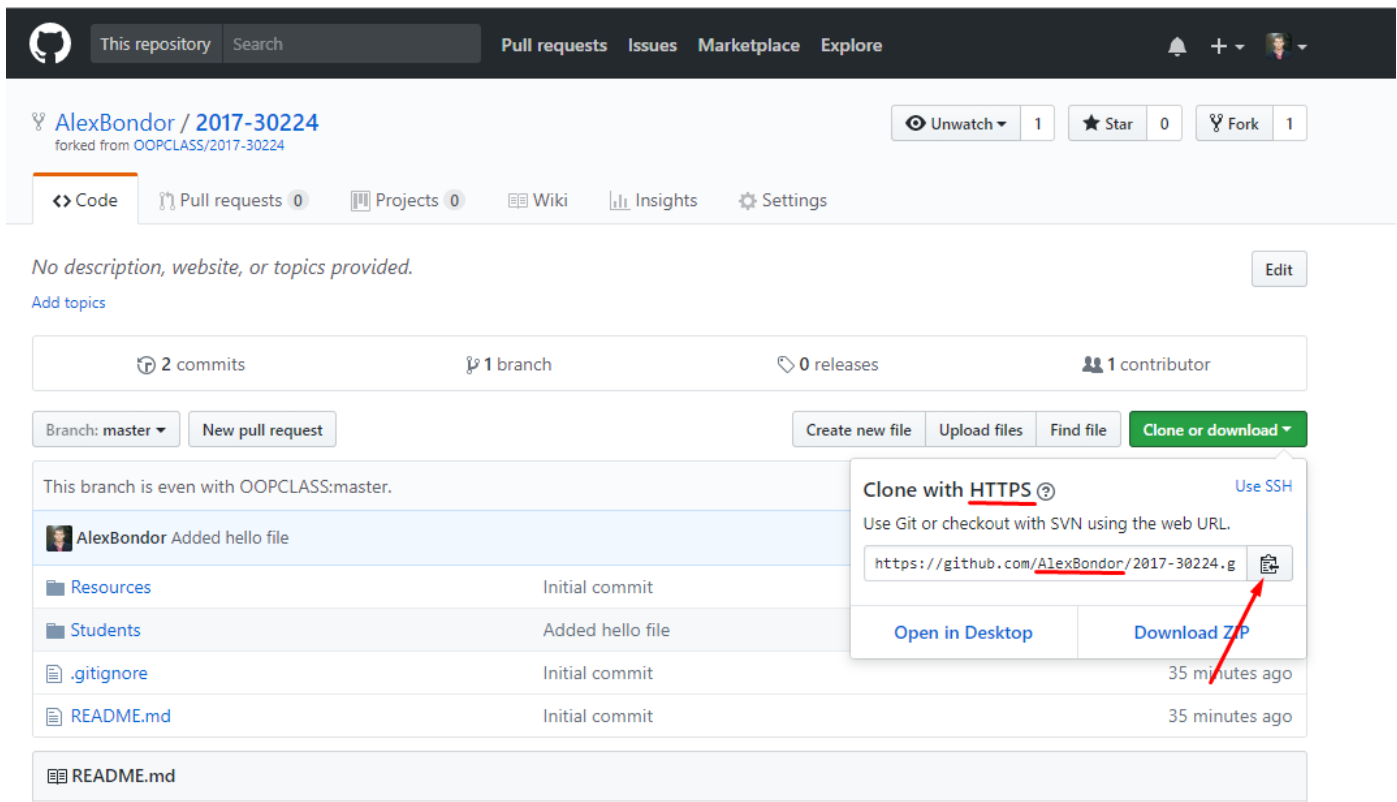 This repository Search Pull requests Issues Marketplace Explore
AlexBondor / 2017-30224 Unwatch 1 Star 0 Fork 1
forked from OOPCLASS/2017-30224
Code Pull requests 0 Projects 0 Wiki Insights Settings
No description, website, or topics provided. Edit
Add topics
2 commits 1 branch 0 releases 1 contributor
Branch: master New pull request Create new file Upload files Find file Clone or download
This branch is even with OOPCLASS:master.
Clone with HTTPS ? Use SSH
Use Git or checkout with SVN using the web URL.
https://github.com/AlexBondor/2017-30224.g
Open in Desktop Download ZIP
AlexBondor Added hello file
Resources Initial commit
Students Added hello file
.gitignore Initial commit 35 minutes ago
README.md Initial commit 35 minutes ago
README.md